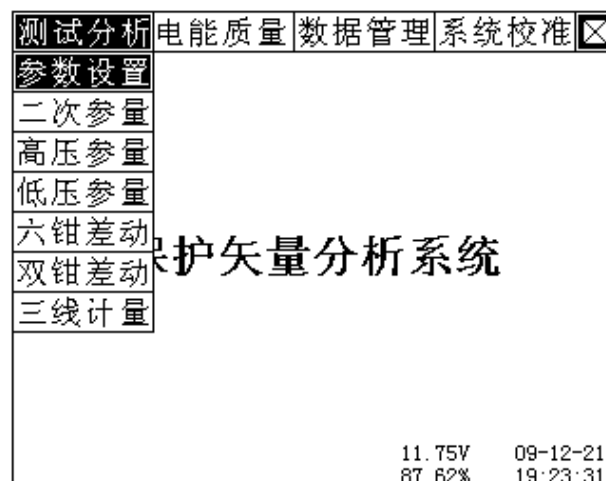 测试分析 电能质量 数据管理 系统校准
参数设置
二次参量
高压参量
低压参量
六钳差动
双钳差动
三线计量
护矢量分析系统
11.75V 09-12-21
87.62% 19:23:31